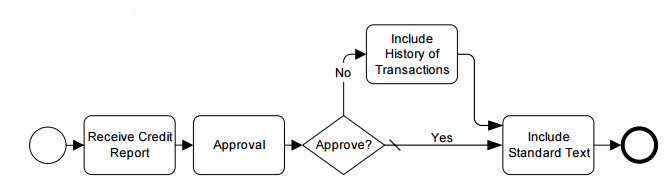 Include
History of
Transactions
No
Receive Credit
Report
Approval
Approve?
Yes
Include
Standard Text